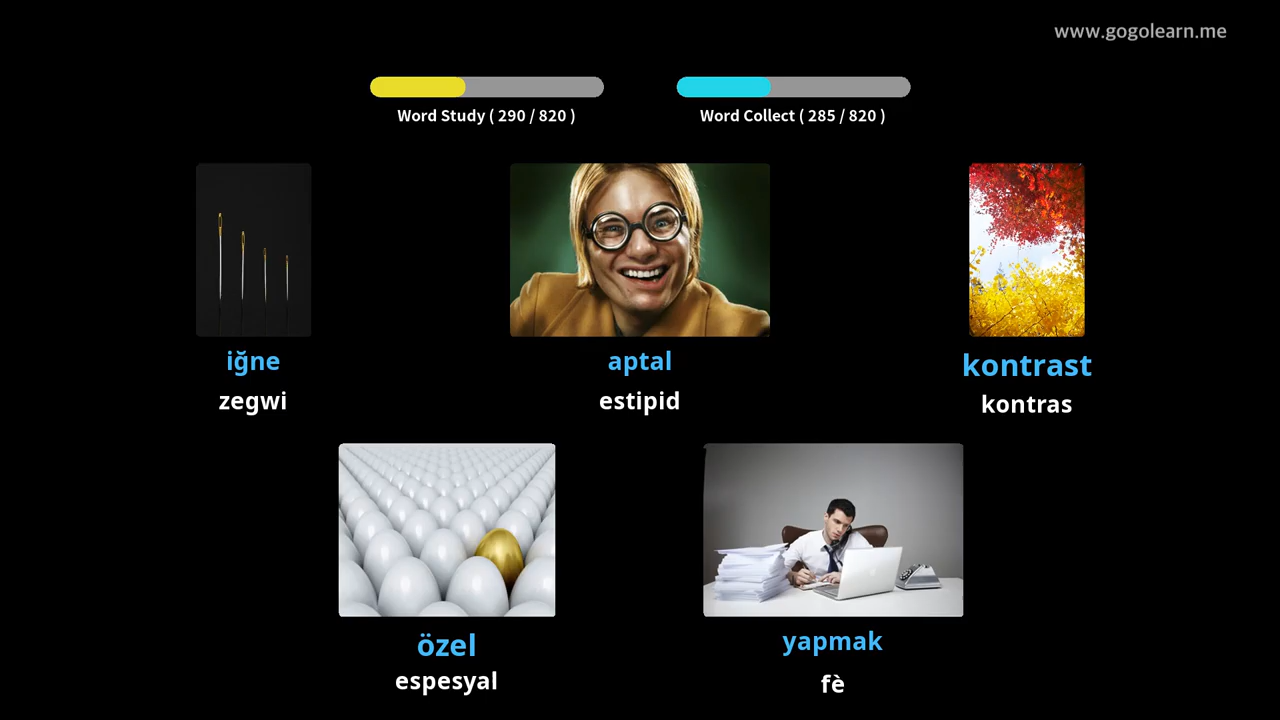 www.gogolearn.me
Word Study ( 290 / 820 )
Word Collect ( 285 / 820 )
iğne
zegwi
aptal
estipid
kontrast
kontras
özel
espesyal
yapmak
fè